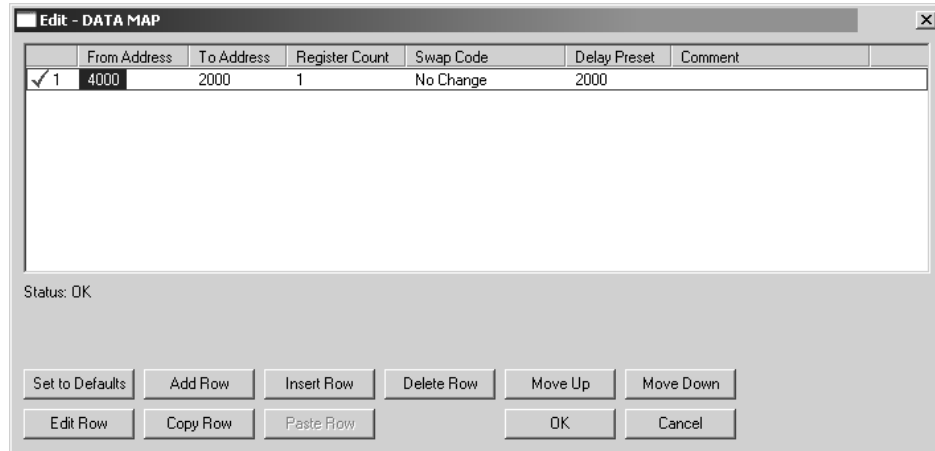 Edit - DATA MAP
From Address To Address Register Count Swap Code Delay Preset Comment
1 4000 2000 1 No Change 2000
Status: OK
Set to Defaults Add Row Insert Row Delete Row Move Up Move Down
Edit Row Copy Row Paste Row OK Cancel